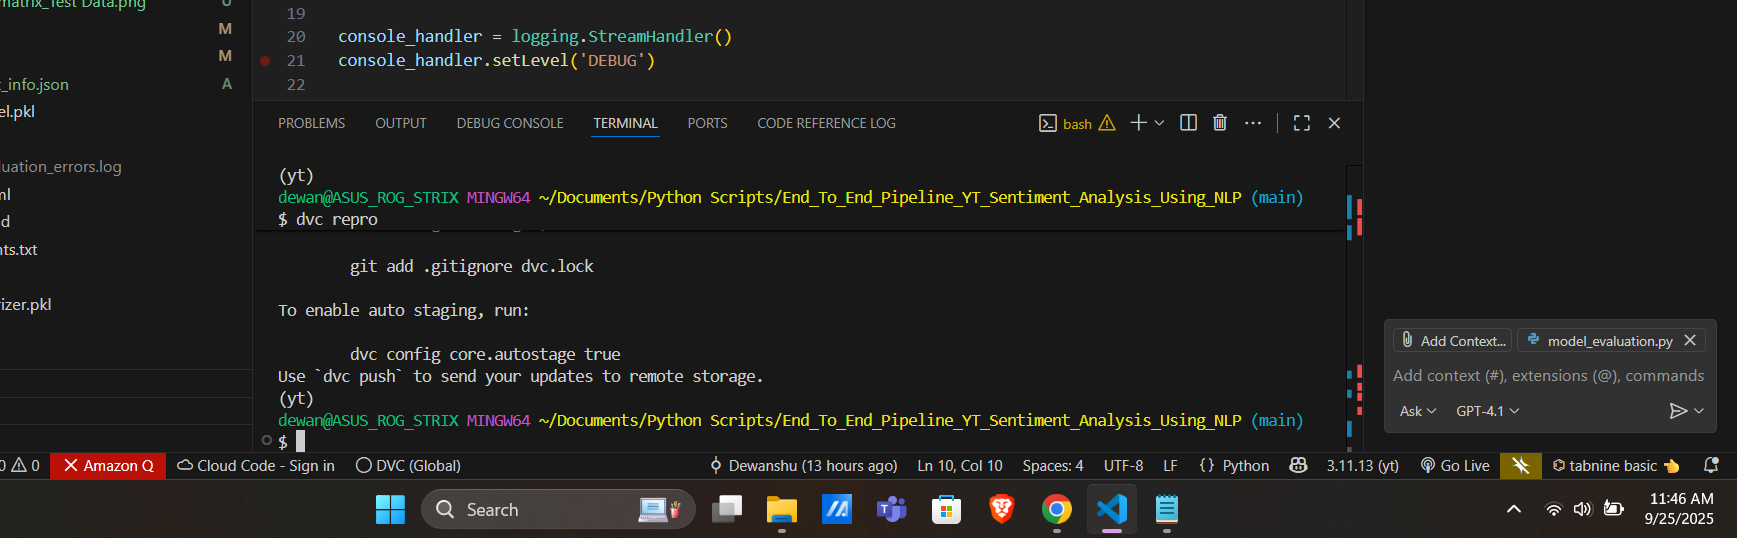 matrix_Test Data.png U
19
M
20 console_handler = logging.StreamHandler()
M
21 console_handler.setLevel('DEBUG')
_info.json A
22
el.pkl
PROBLEMS OUTPUT DEBUG CONSOLE TERMINAL PORTS CODE REFERENCE LOG bash
luation_errors.log
(yt)
ml
dewan@ASUS_ROG_STRIX MINGW64 ~/Documents/Python Scripts/End_To_End_Pipeline_YT_Sentiment_Analysis_Using_NLP (main)
d
$ dvc repro
nts.txt
git add .gitignore dvc.lock
rizer.pkl
To enable auto staging, run:
dvc config core.autostage true
Use `dvc push` to send your updates to remote storage.
(yt)
dewan@ASUS_ROG_STRIX MINGW64 ~/Documents/Python Scripts/End_To_End_Pipeline_YT_Sentiment_Analysis_Using_NLP (main)
$
Add Context... model_evaluation.py
Add context (#), extensions (@), commands
Ask GPT-4.1
0 0 Amazon Q Cloud Code - Sign in DVC (Global) Dewanshu (13 hours ago) Ln 10, Col 10 Spaces: 4 UTF-8 LF {} Python 3.11.13 (yt) Go Live tabnine basic
Search
11:46 AM
9/25/2025